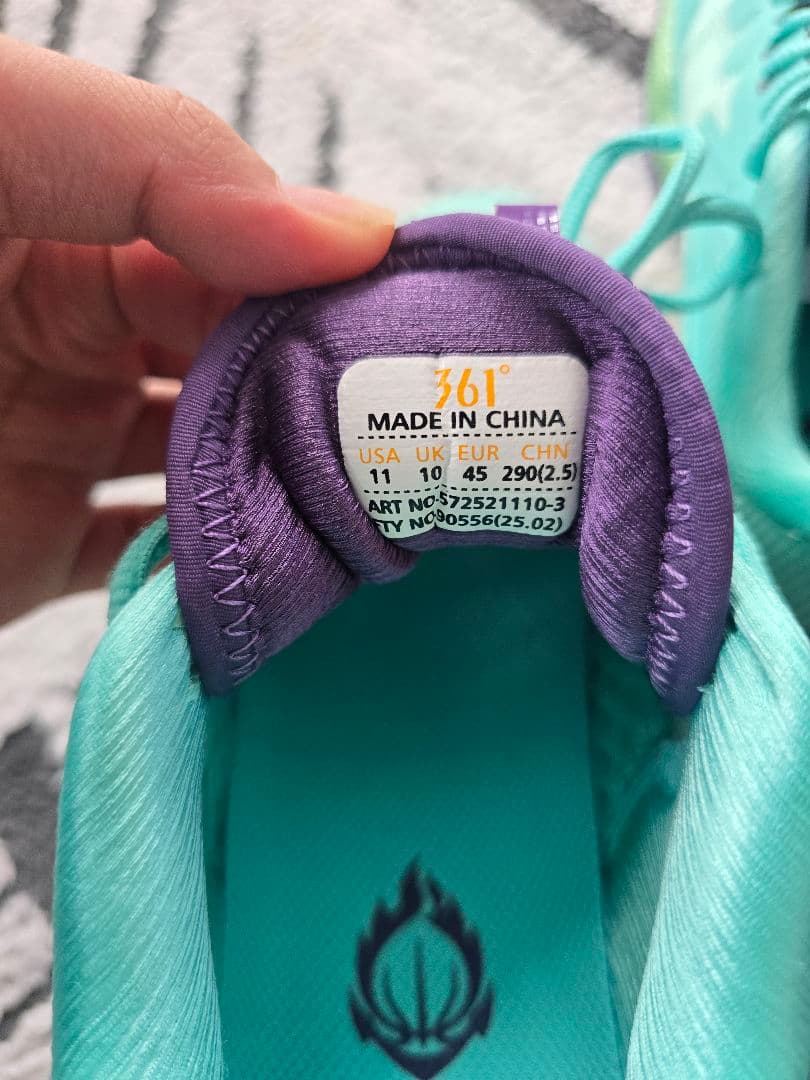 361°
MADE IN CHINA
USA UK EUR CHN
11 10 45 290(2.5)
ART NO:572521110-3
FTY NO:90556(25.02)